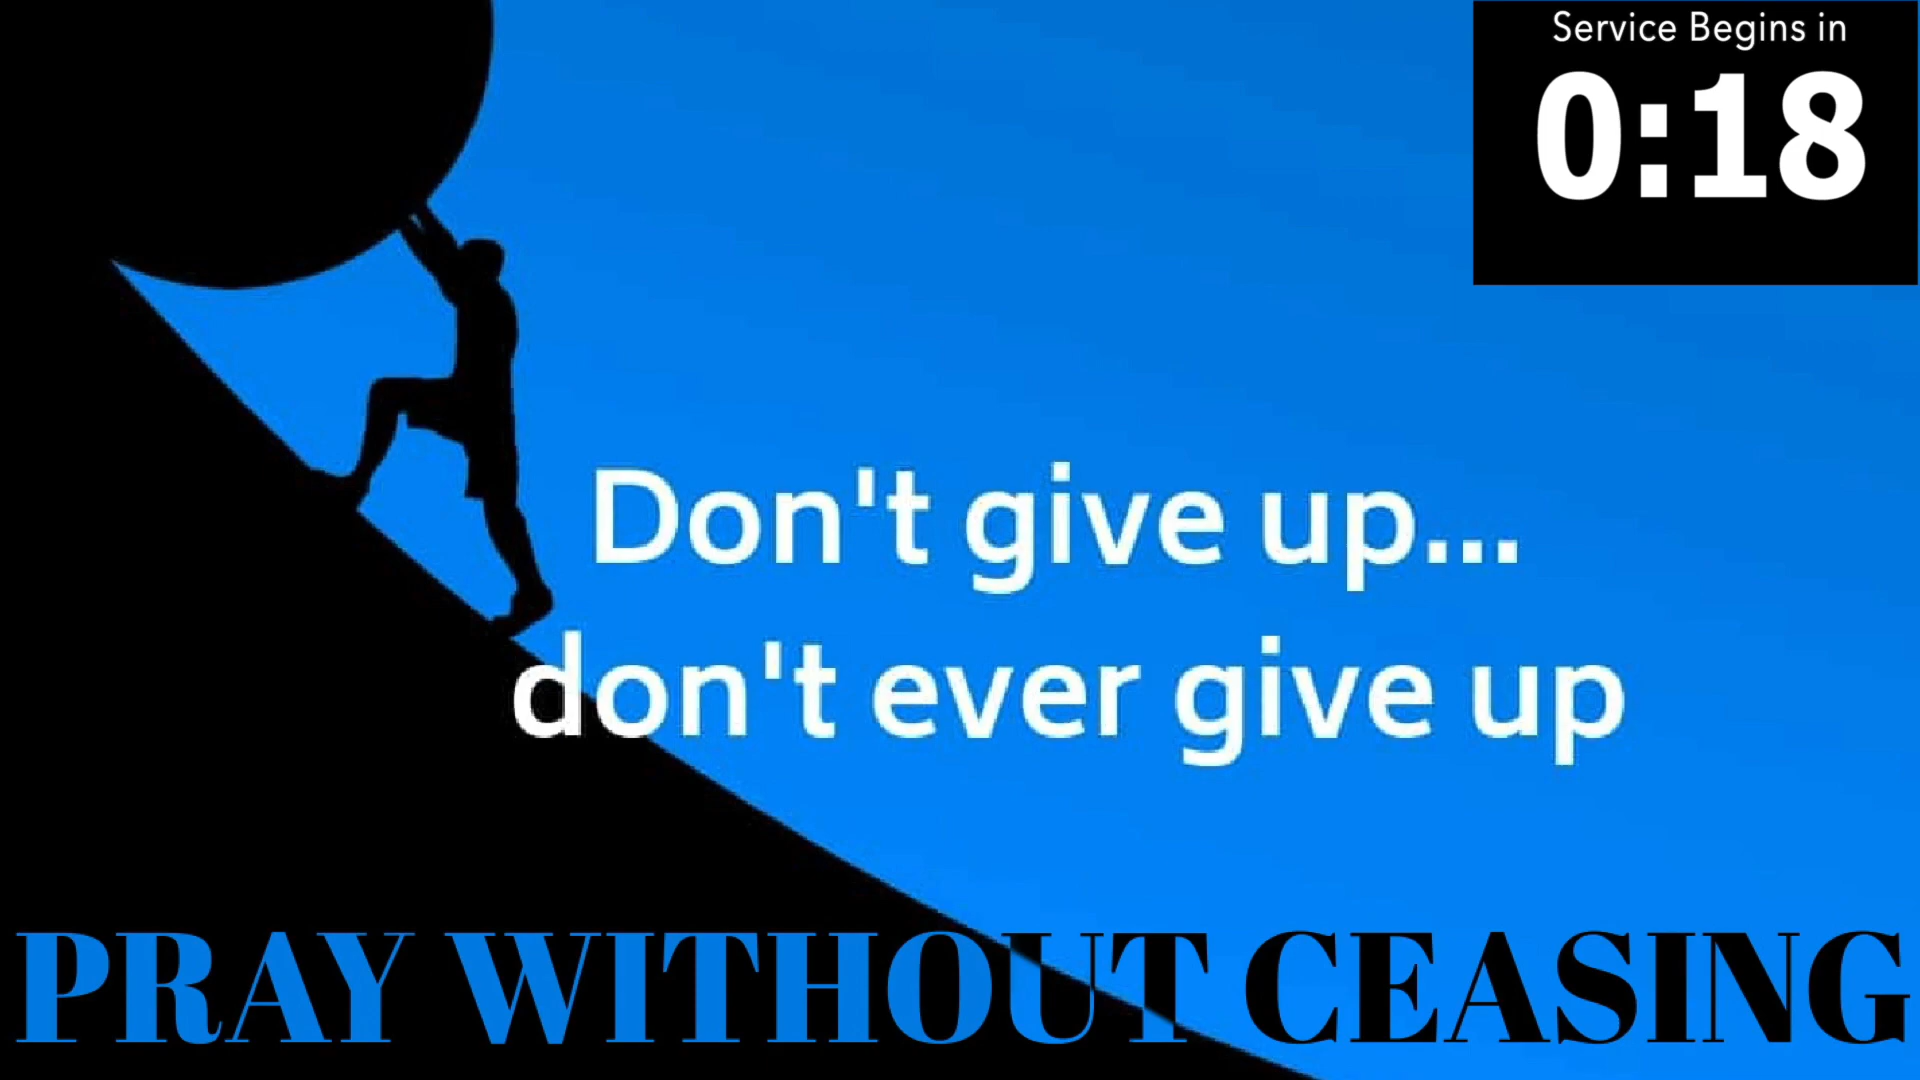 Service Begins in
0:18
Don't give up...
don't ever give up
PRAY WITHOUT CEASING